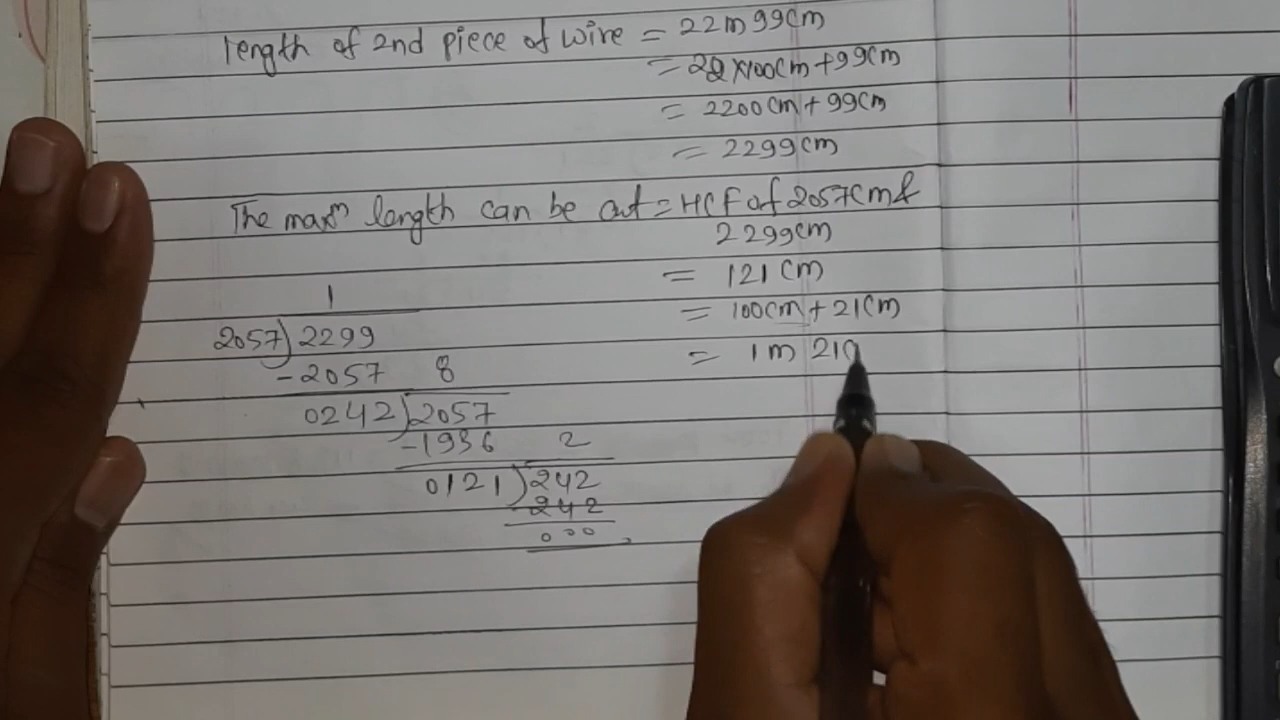 length of 2nd piece of wire = 22m 99cm
= 22 × 100cm + 99cm
= 2200cm + 99cm
= 2299cm
The maxm length can be cut = HCF of 2057cm &
2299cm
= 121 cm
= 100cm + 21cm
= 1m 21c
1
2057) 2299
-2057 8
0242) 2057
-1936 2
0121) 242
242
000